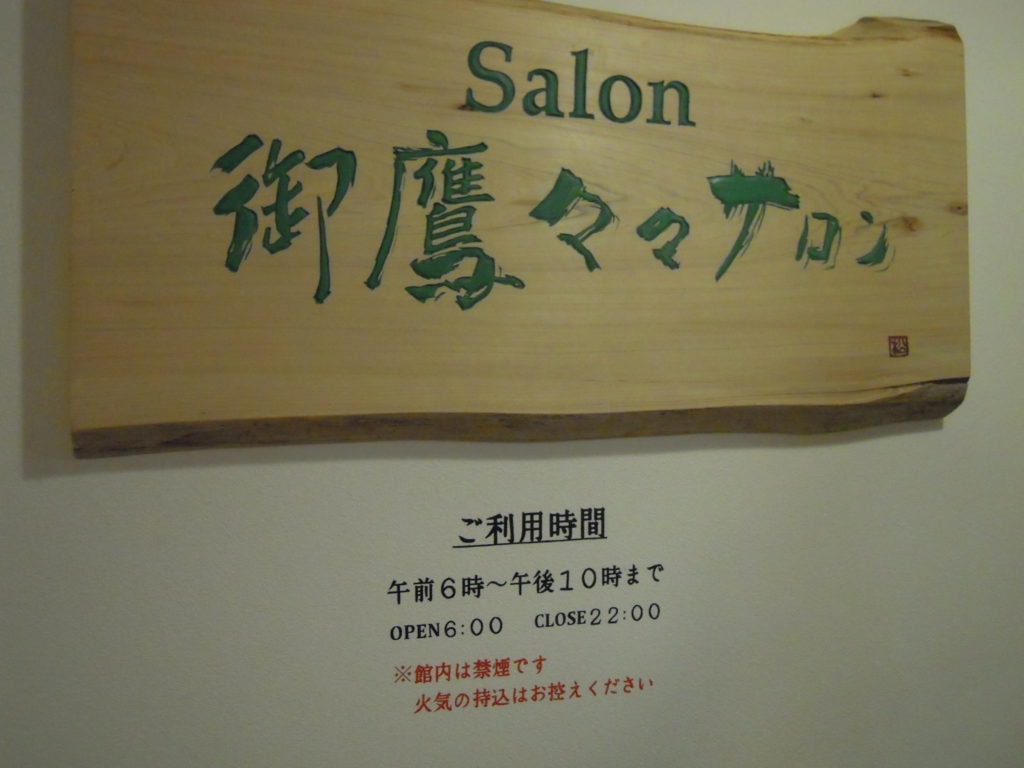 Salon
御鷹々々サロン
ご利用時間
午前6時～午後10時まで
OPEN6:00 CLOSE22:00
※館内は禁煙です
火気の持込はお控えください